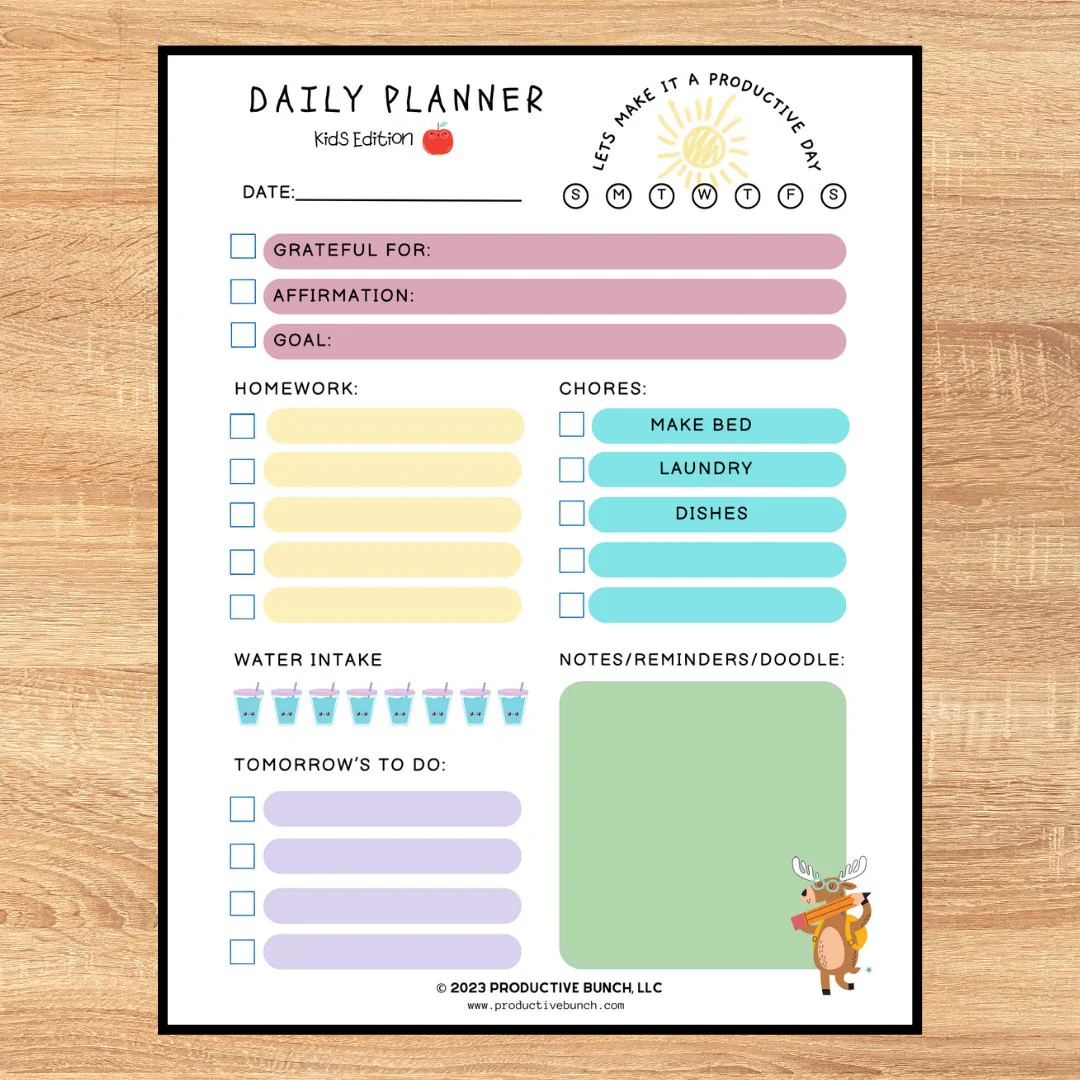 DAILY PLANNER
Kids Edition
LETS MAKE IT A PRODUCTIVE DAY
DATE:
S M T W T F S
GRATEFUL FOR:
AFFIRMATION:
GOAL:
HOMEWORK:
CHORES:
MAKE BED
LAUNDRY
DISHES
WATER INTAKE
TOMORROW'S TO DO:
NOTES/REMINDERS/DOODLE:
© 2023 PRODUCTIVE BUNCH, LLC
www.productivebunch.com